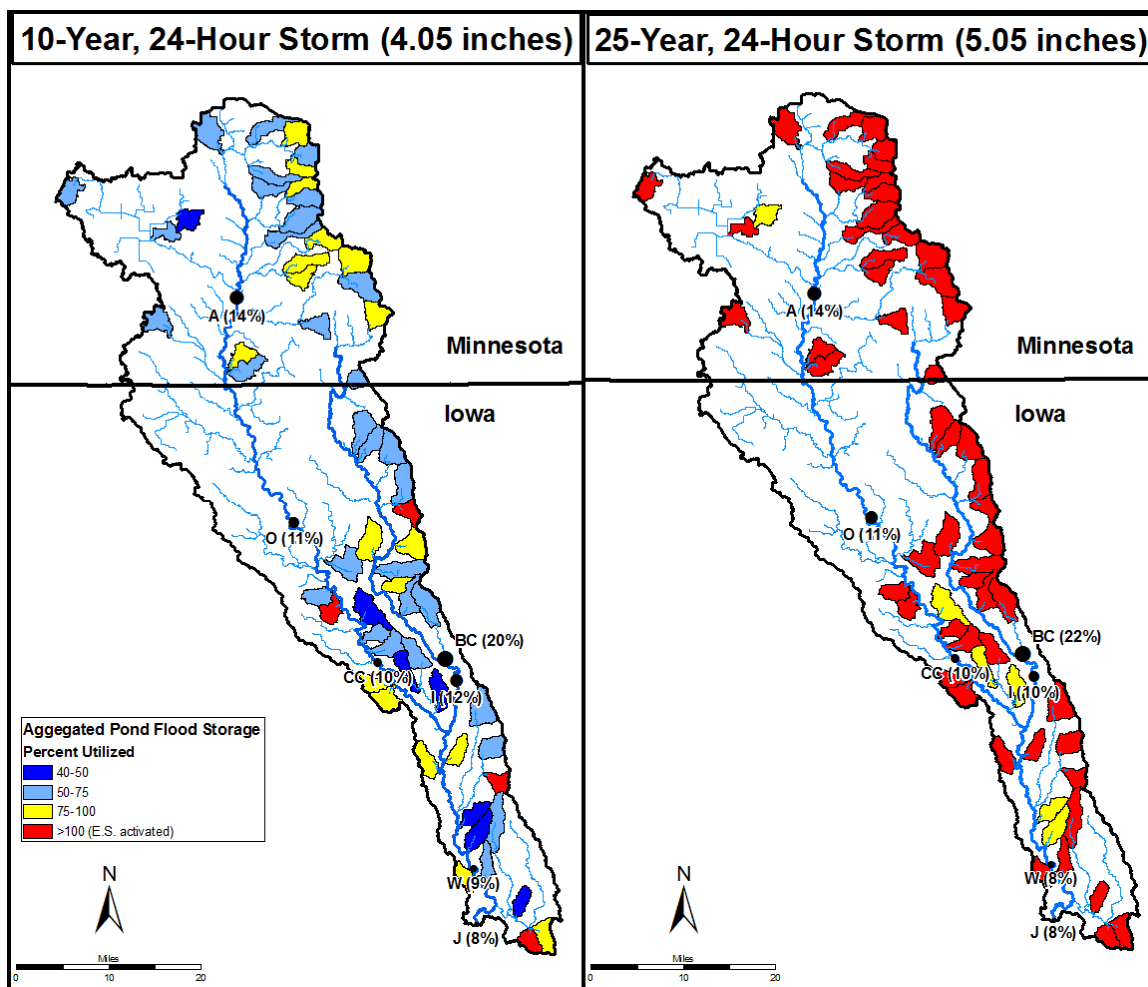 10-Year, 24-Hour Storm (4.05 inches)
A (14%)
Minnesota
Iowa
O (11%)
BC (20%)
CC (10%)
I (12%)
Aggegated Pond Flood Storage
Percent Utilized
40-50
50-75
75-100
>100 (E.S. activated)
W (9%)
J (8%)
N
Miles
0 10 20
25-Year, 24-Hour Storm (5.05 inches)
A (14%)
Minnesota
Iowa
O (11%)
BC (22%)
CC (10%)
I (10%)
W (8%)
J (8%)
N
Miles
0 10 20